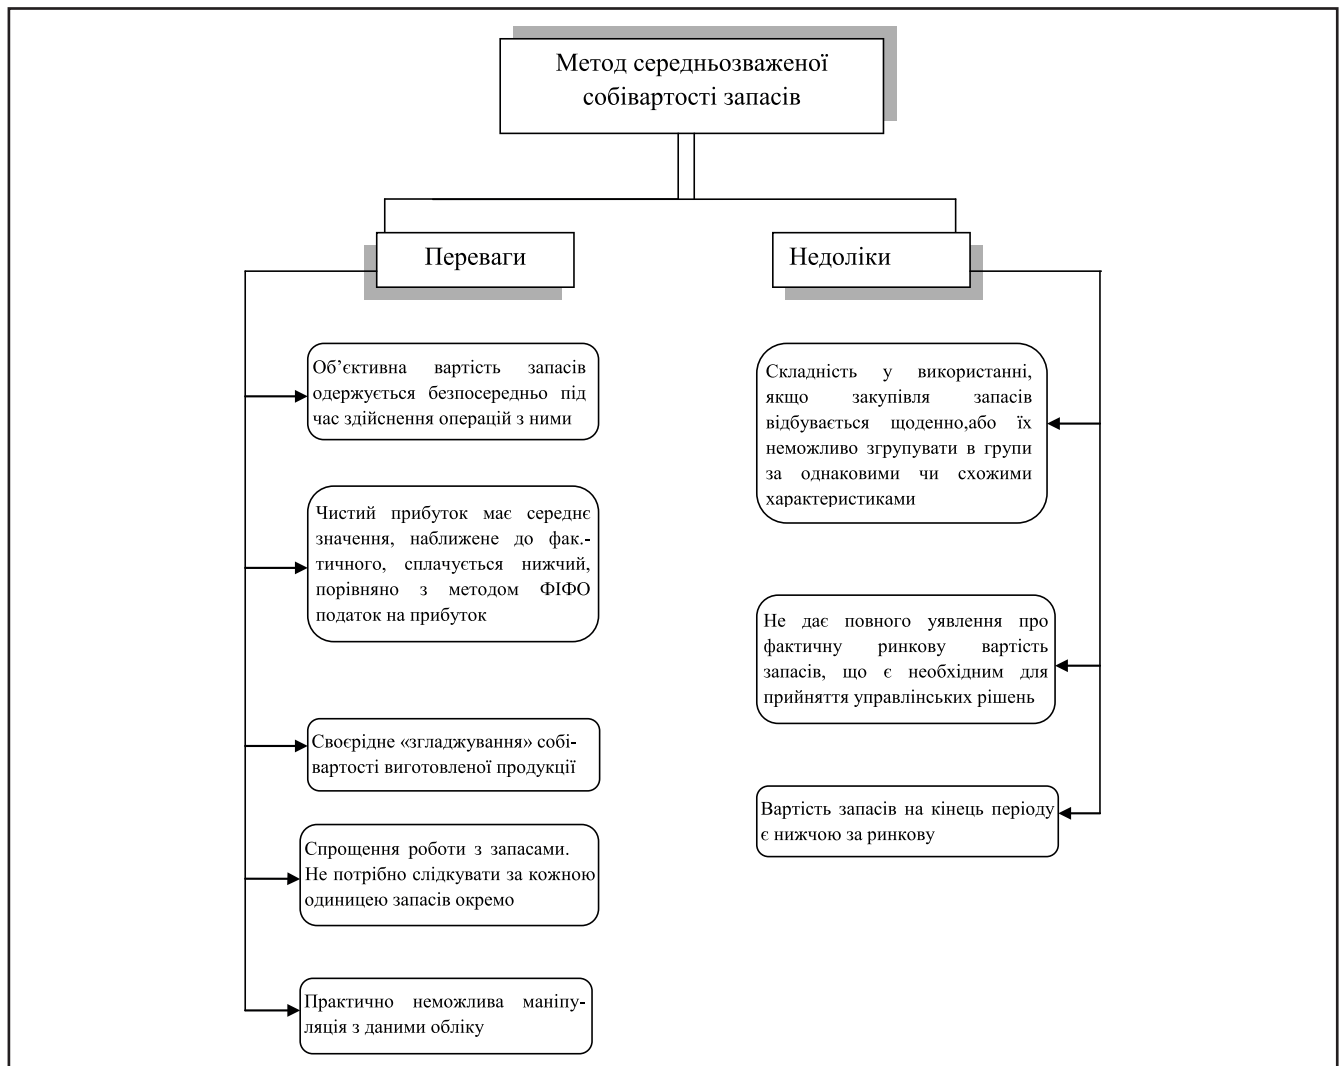 Метод середньозваженої
собівартості запасів
Переваги
Об’єктивна вартість запасів
одержується безпосередньо під
час здійснення операцій з ними
Чистий прибуток має середнє
значення, наближене до фак.-
тичного, сплачується нижчий,
порівняно з методом ФІФО
податок на прибуток
Своєрідне «згладжування» собі-
вартості виготовленої продукції
Спрощення роботи з запасами.
Не потрібно слідкувати за кожною
одиницею запасів окремо
Практично неможлива маніпу-
ляція з даними обліку
Недоліки
Складність у використанні,
якщо закупівля запасів
відбувається щоденно,або їх
неможливо згрупувати в групи
за однаковими чи схожими
характеристиками
Не дає повного уявлення про
фактичну ринкову вартість
запасів, що є необхідним для
прийняття управлінських рішень
Вартість запасів на кінець періоду
є нижчою за ринкову